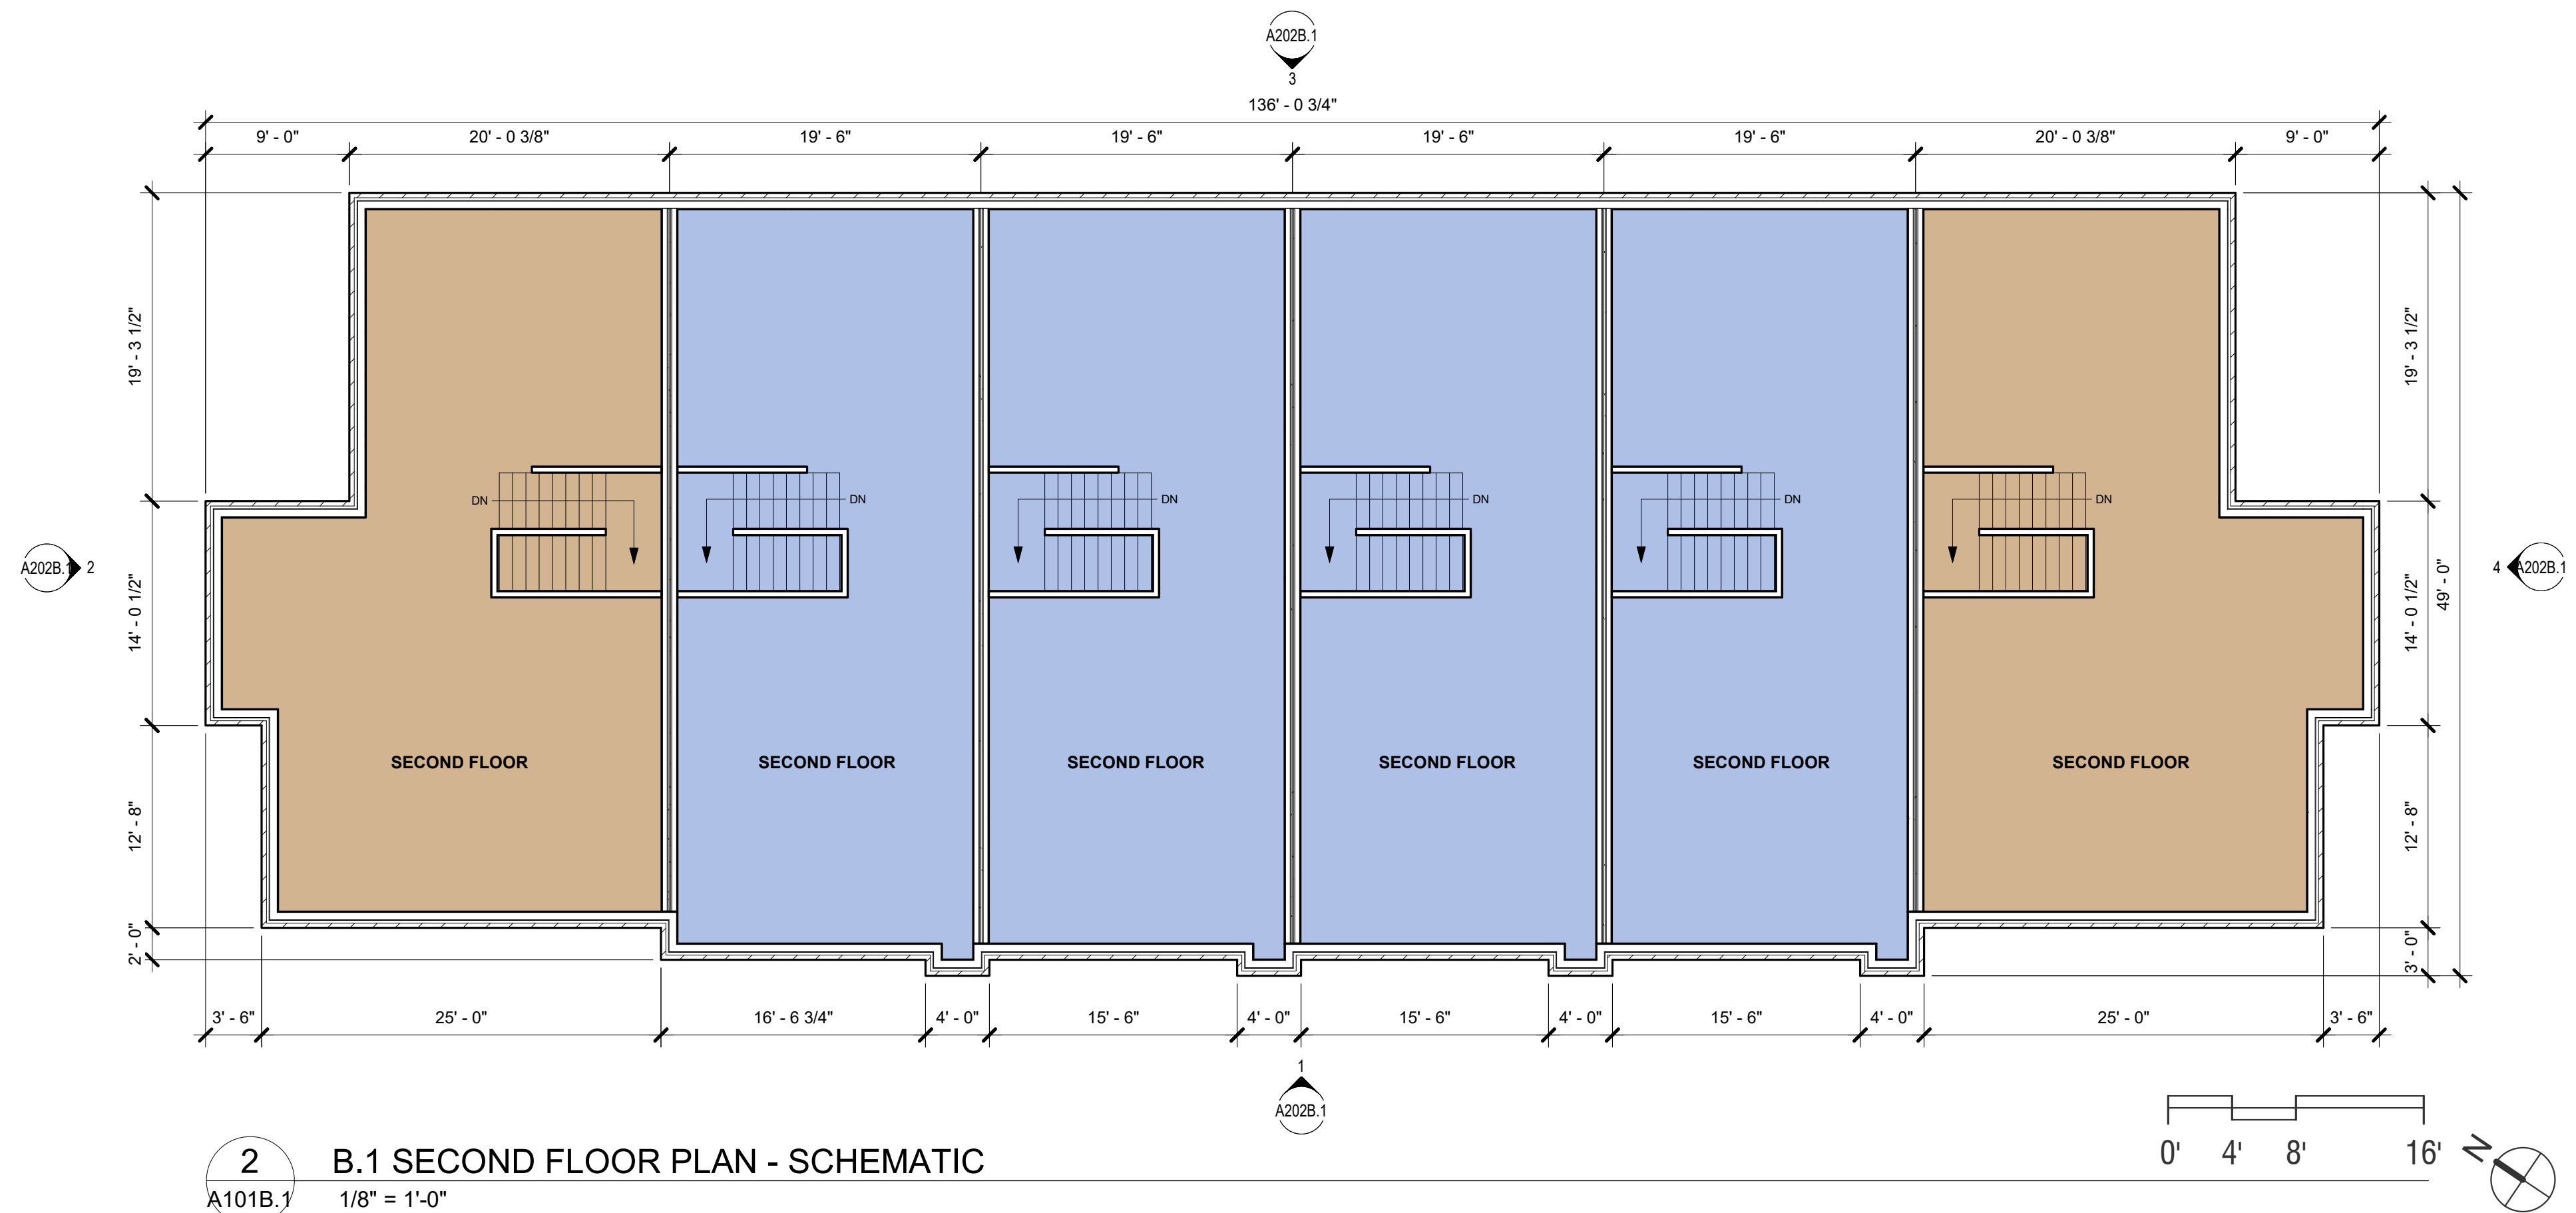 A202B.1
3
136' - 0 3/4"
9' - 0"
20' - 0 3/8"
19' - 6"
19' - 6"
19' - 6"
19' - 6"
20' - 0 3/8"
9' - 0"
19' - 3 1/2"
19' - 3 1/2"
DN
DN
DN
DN
DN
DN
A202B.1
2
4
A202B.1
14' - 0 1/2"
14' - 0 1/2"
49' - 0"
SECOND FLOOR
SECOND FLOOR
SECOND FLOOR
SECOND FLOOR
SECOND FLOOR
SECOND FLOOR
12' - 8"
12' - 8"
2' - 0"
3' - 0"
3' - 6"
25' - 0"
16' - 6 3/4"
4' - 0"
15' - 6"
4' - 0"
15' - 6"
4' - 0"
15' - 6"
4' - 0"
25' - 0"
3' - 6"
1
A202B.1
2
B.1 SECOND FLOOR PLAN - SCHEMATIC
A101B.1
1/8" = 1'-0"
0' 4' 8' 16'
N